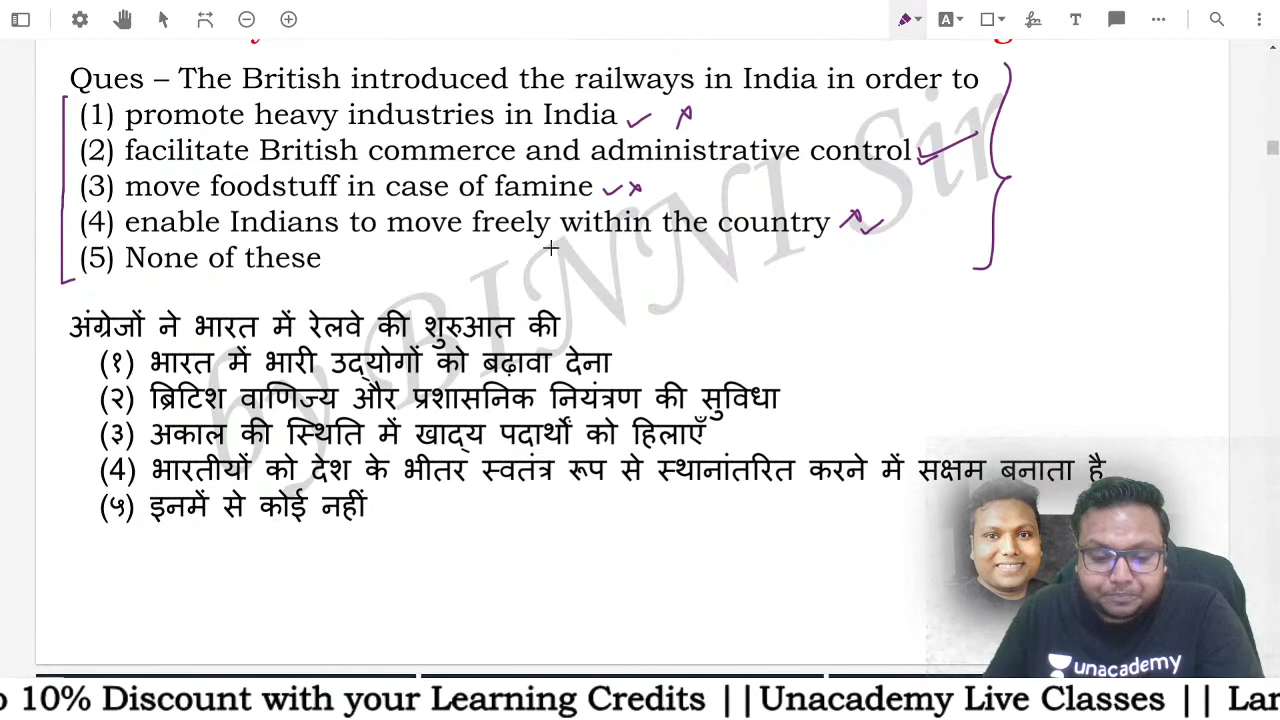 Ques – The British introduced the railways in India in order to
(1) promote heavy industries in India
(2) facilitate British commerce and administrative control
(3) move foodstuff in case of famine
(4) enable Indians to move freely within the country
(5) None of these
by BINNI Sir
अंग्रेजों ने भारत में रेलवे की शुरुआत की
(१) भारत में भारी उद्योगों को बढ़ावा देना
(२) ब्रिटिश वाणिज्य और प्रशासनिक नियंत्रण की सुविधा
(३) अकाल की स्थिति में खाद्य पदार्थों को हिलाएँ
(4) भारतीयों को देश के भीतर स्वतंत्र रूप से स्थानांतरित करने में सक्षम बनाता है
(५) इनमें से कोई नहीं
unacademy
10% Discount with your Learning Credits ||Unacademy Live Classes ||